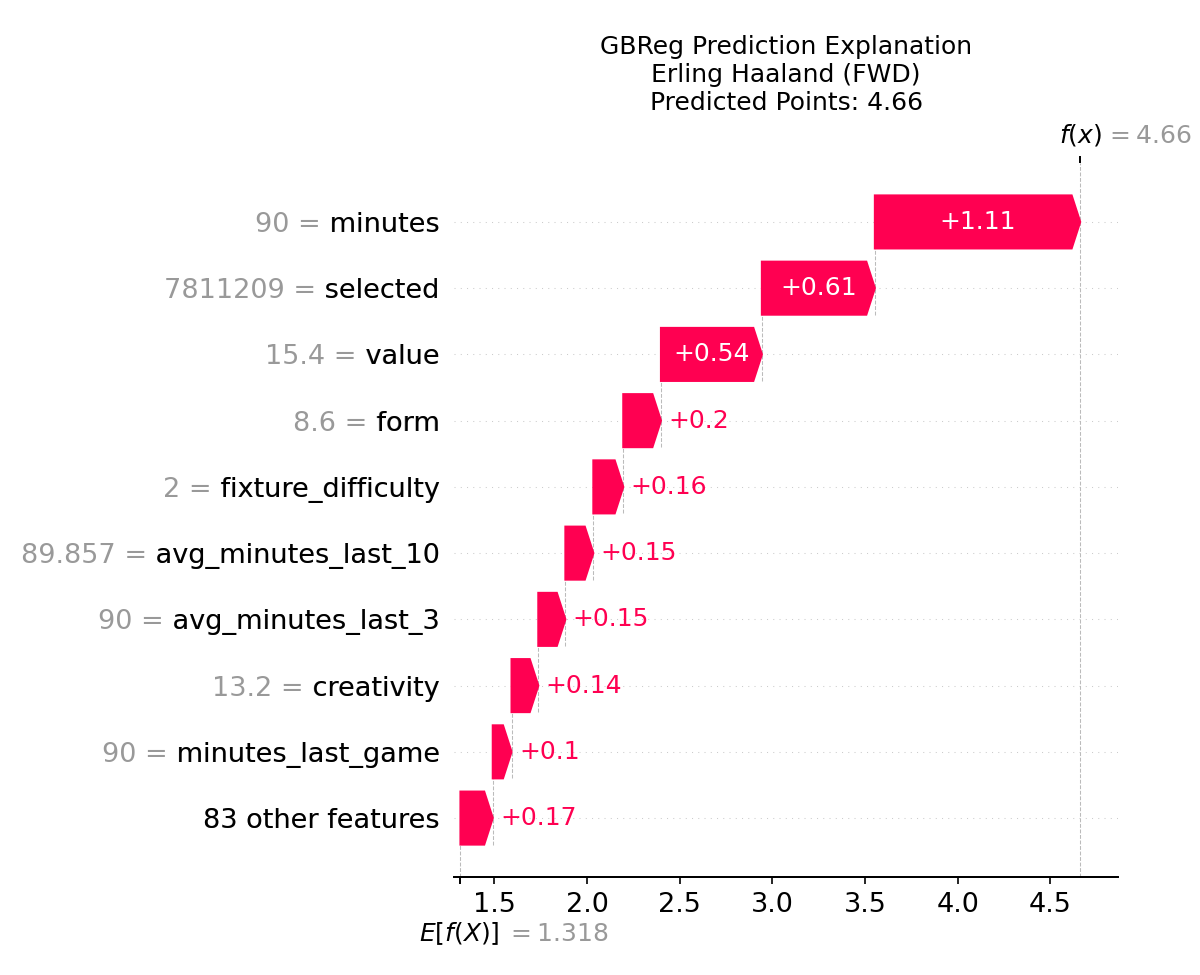 GBReg Prediction Explanation
Erling Haaland (FWD)
Predicted Points: 4.66
f(x) = 4.66
90 = minutes
+1.11
7811209 = selected
+0.61
15.4 = value
+0.54
8.6 = form
+0.2
2 = fixture_difficulty
+0.16
89.857 = avg_minutes_last_10
+0.15
90 = avg_minutes_last_3
+0.15
13.2 = creativity
+0.14
90 = minutes_last_game
+0.1
83 other features
+0.17
1.5 2.0 2.5 3.0 3.5 4.0 4.5
E[f(X)] = 1.318